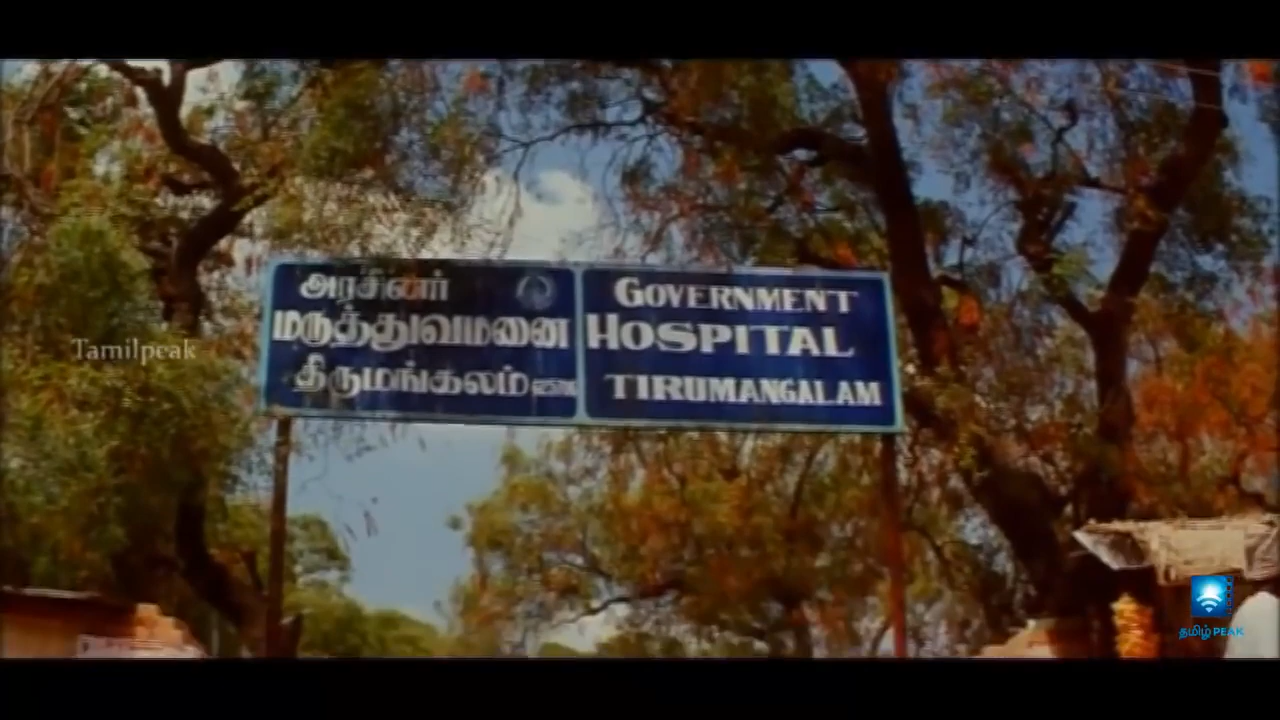 அரசினர்
மருத்துவமனை
திருமங்கலம்
GOVERNMENT
HOSPITAL
TIRUMANGALAM
Tamilpeak
தமிழ் PEAK